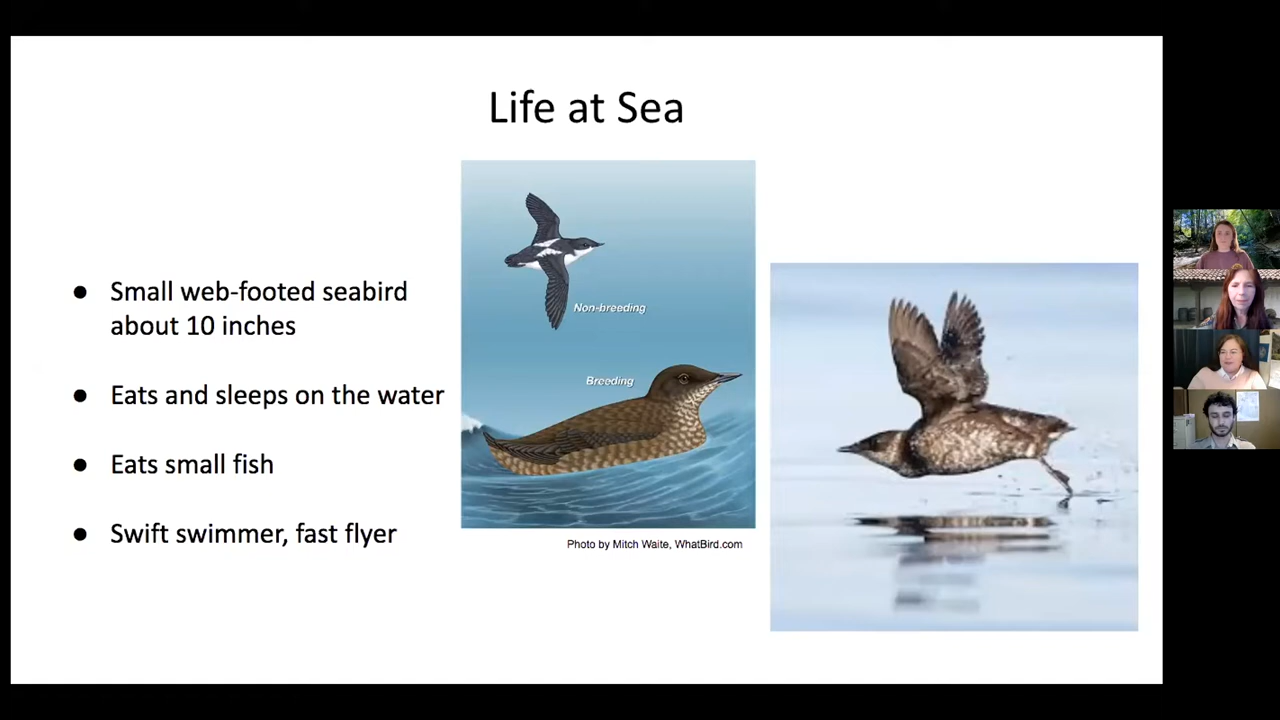 Life at Sea
● Small web-footed seabird
about 10 inches
● Eats and sleeps on the water
● Eats small fish
● Swift swimmer, fast flyer
Non-breeding
Breeding
Photo by Mitch Waite, WhatBird.com